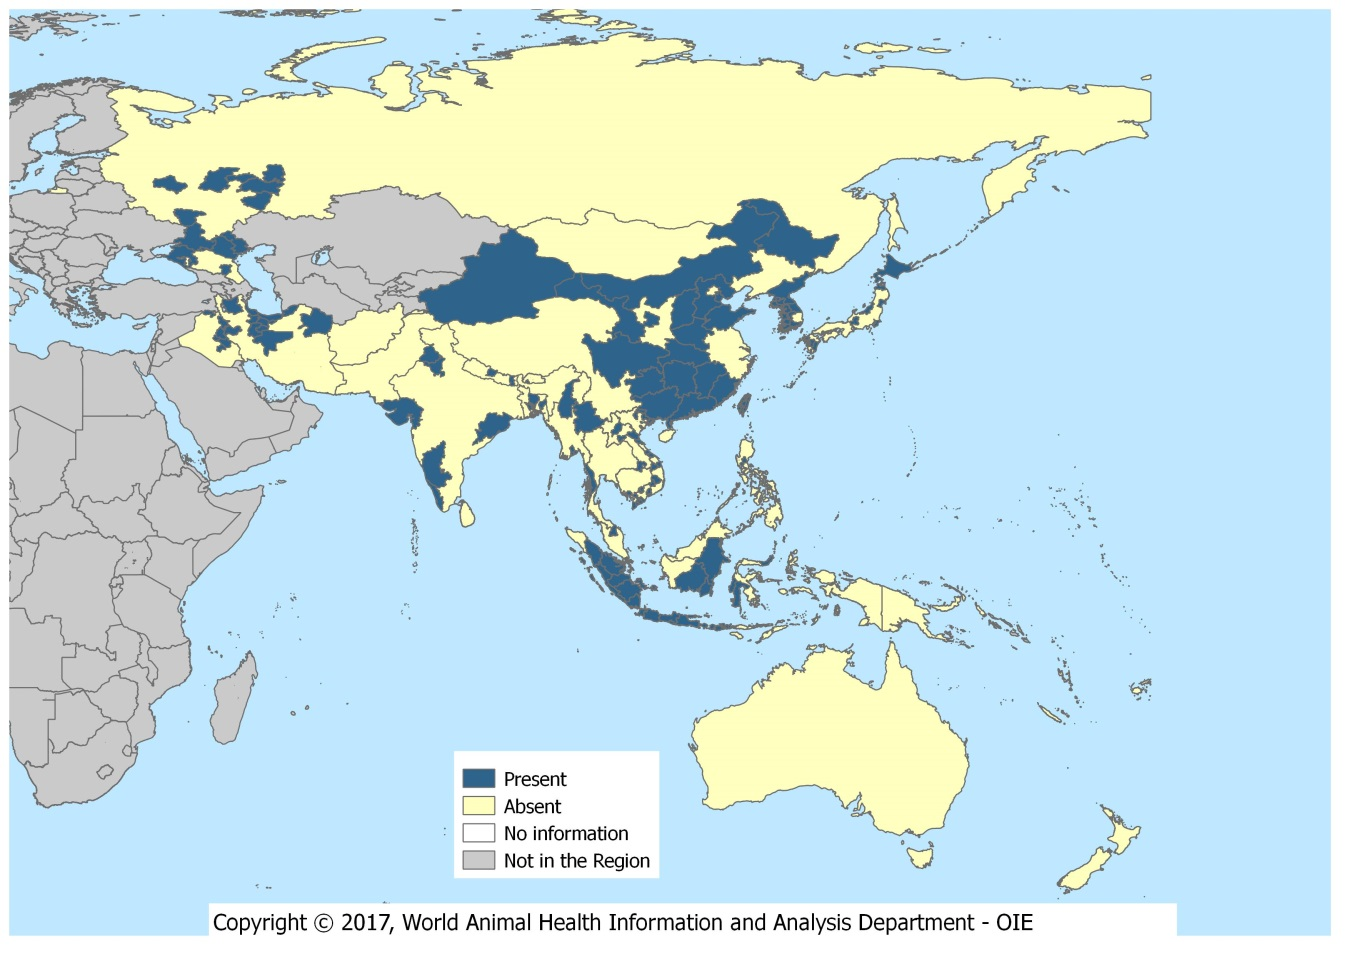 Present
Absent
No information
Not in the Region
Copyright © 2017, World Animal Health Information and Analysis Department - OIE